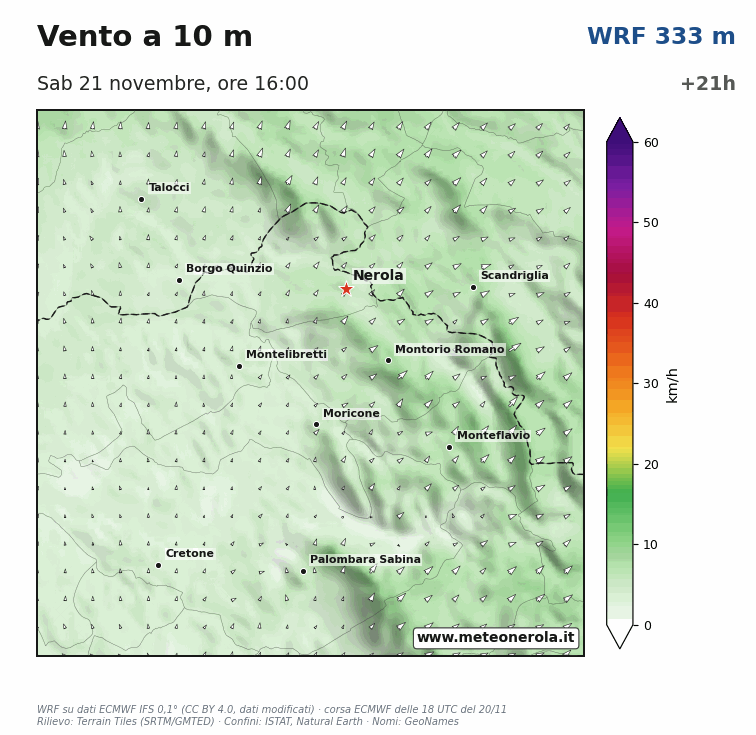 Vento a 10 m
WRF 333 m
Sab 21 novembre, ore 16:00
+21h
Talocci
Borgo Quinzio
Nerola
Scandriglia
Montelibretti
Montorio Romano
Moricone
Monteflavio
Cretone
Palombara Sabina
www.meteonerola.it
60
50
40
30
20
10
0
km/h
WRF su dati ECMWF IFS 0,1° (CC BY 4.0, dati modificati) · corsa ECMWF delle 18 UTC del 20/11
Rilievo: Terrain Tiles (SRTM/GMTED) · Confini: ISTAT, Natural Earth · Nomi: GeoNames